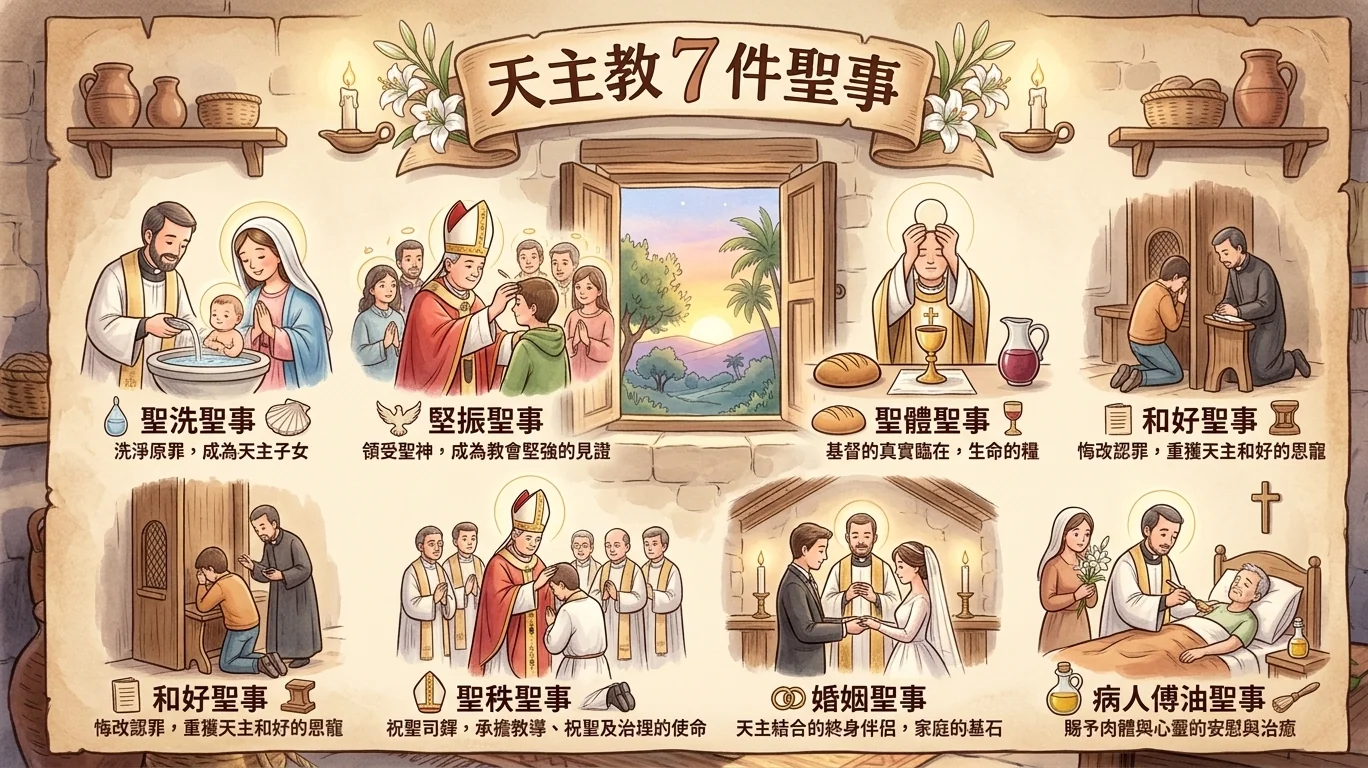 天主教7件聖事
聖洗聖事
洗淨原罪，成為天主子女
堅振聖事
領受聖神，成為教會堅強的見證
聖體聖事
基督的真實臨在，生命的糧
和好聖事
悔改認罪，重獲天主和好的恩寵
和好聖事
悔改認罪，重獲天主和好的恩寵
聖秩聖事
祝聖司鐸，承擔教導、祝聖及治理的使命
婚姻聖事
天主結合的終身伴侶，家庭的基石
病人傅油聖事
賜予肉體與心靈的安慰與治癒